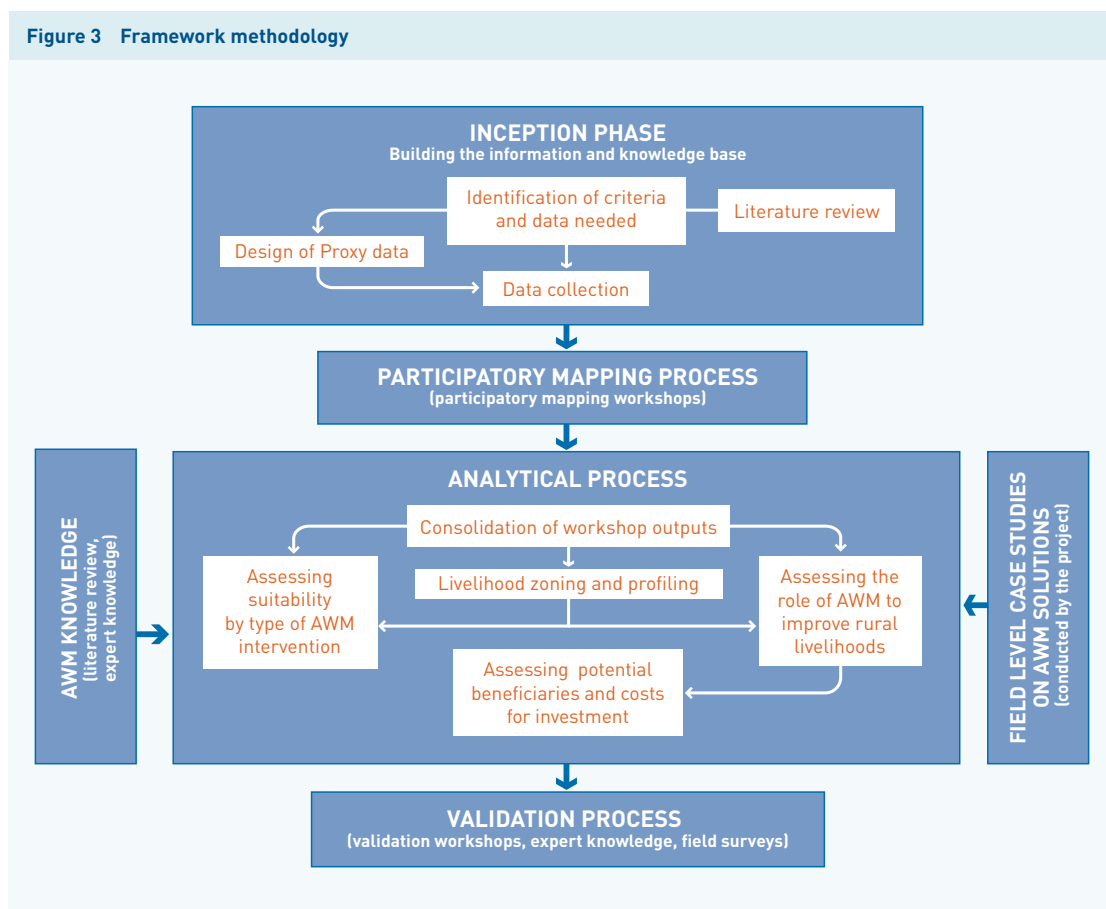 Figure 3 Framework methodology
INCEPTION PHASE
Building the information and knowledge base
Identification of criteria
and data needed
Literature review
Design of Proxy data
Data collection
PARTICIPATORY MAPPING PROCESS
(participatory mapping workshops)
AWM KNOWLEDGE
(literature review,
expert knowledge)
ANALYTICAL PROCESS
Consolidation of workshop outputs
Assessing
suitability
by type of AWM
intervention
Livelihood zoning and profiling
Assessing the
role of AWM to
improve rural
livelihoods
Assessing potential
beneficiaries and costs
for investment
FIELD LEVEL CASE STUDIES
ON AWM SOLUTIONS
(conducted by the project)
VALIDATION PROCESS
(validation workshops, expert knowledge, field surveys)